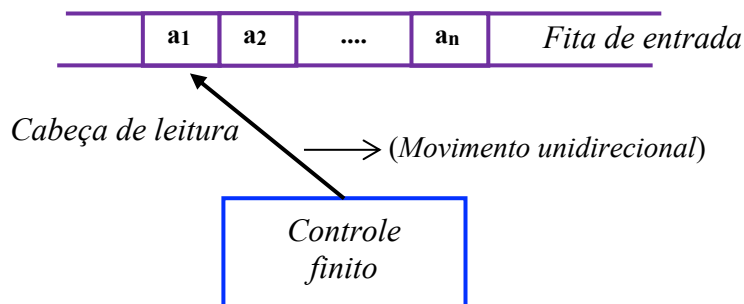 a1 a2 .... an Fita de entrada
Cabeça de leitura
(Movimento unidirecional)
Controle
finito